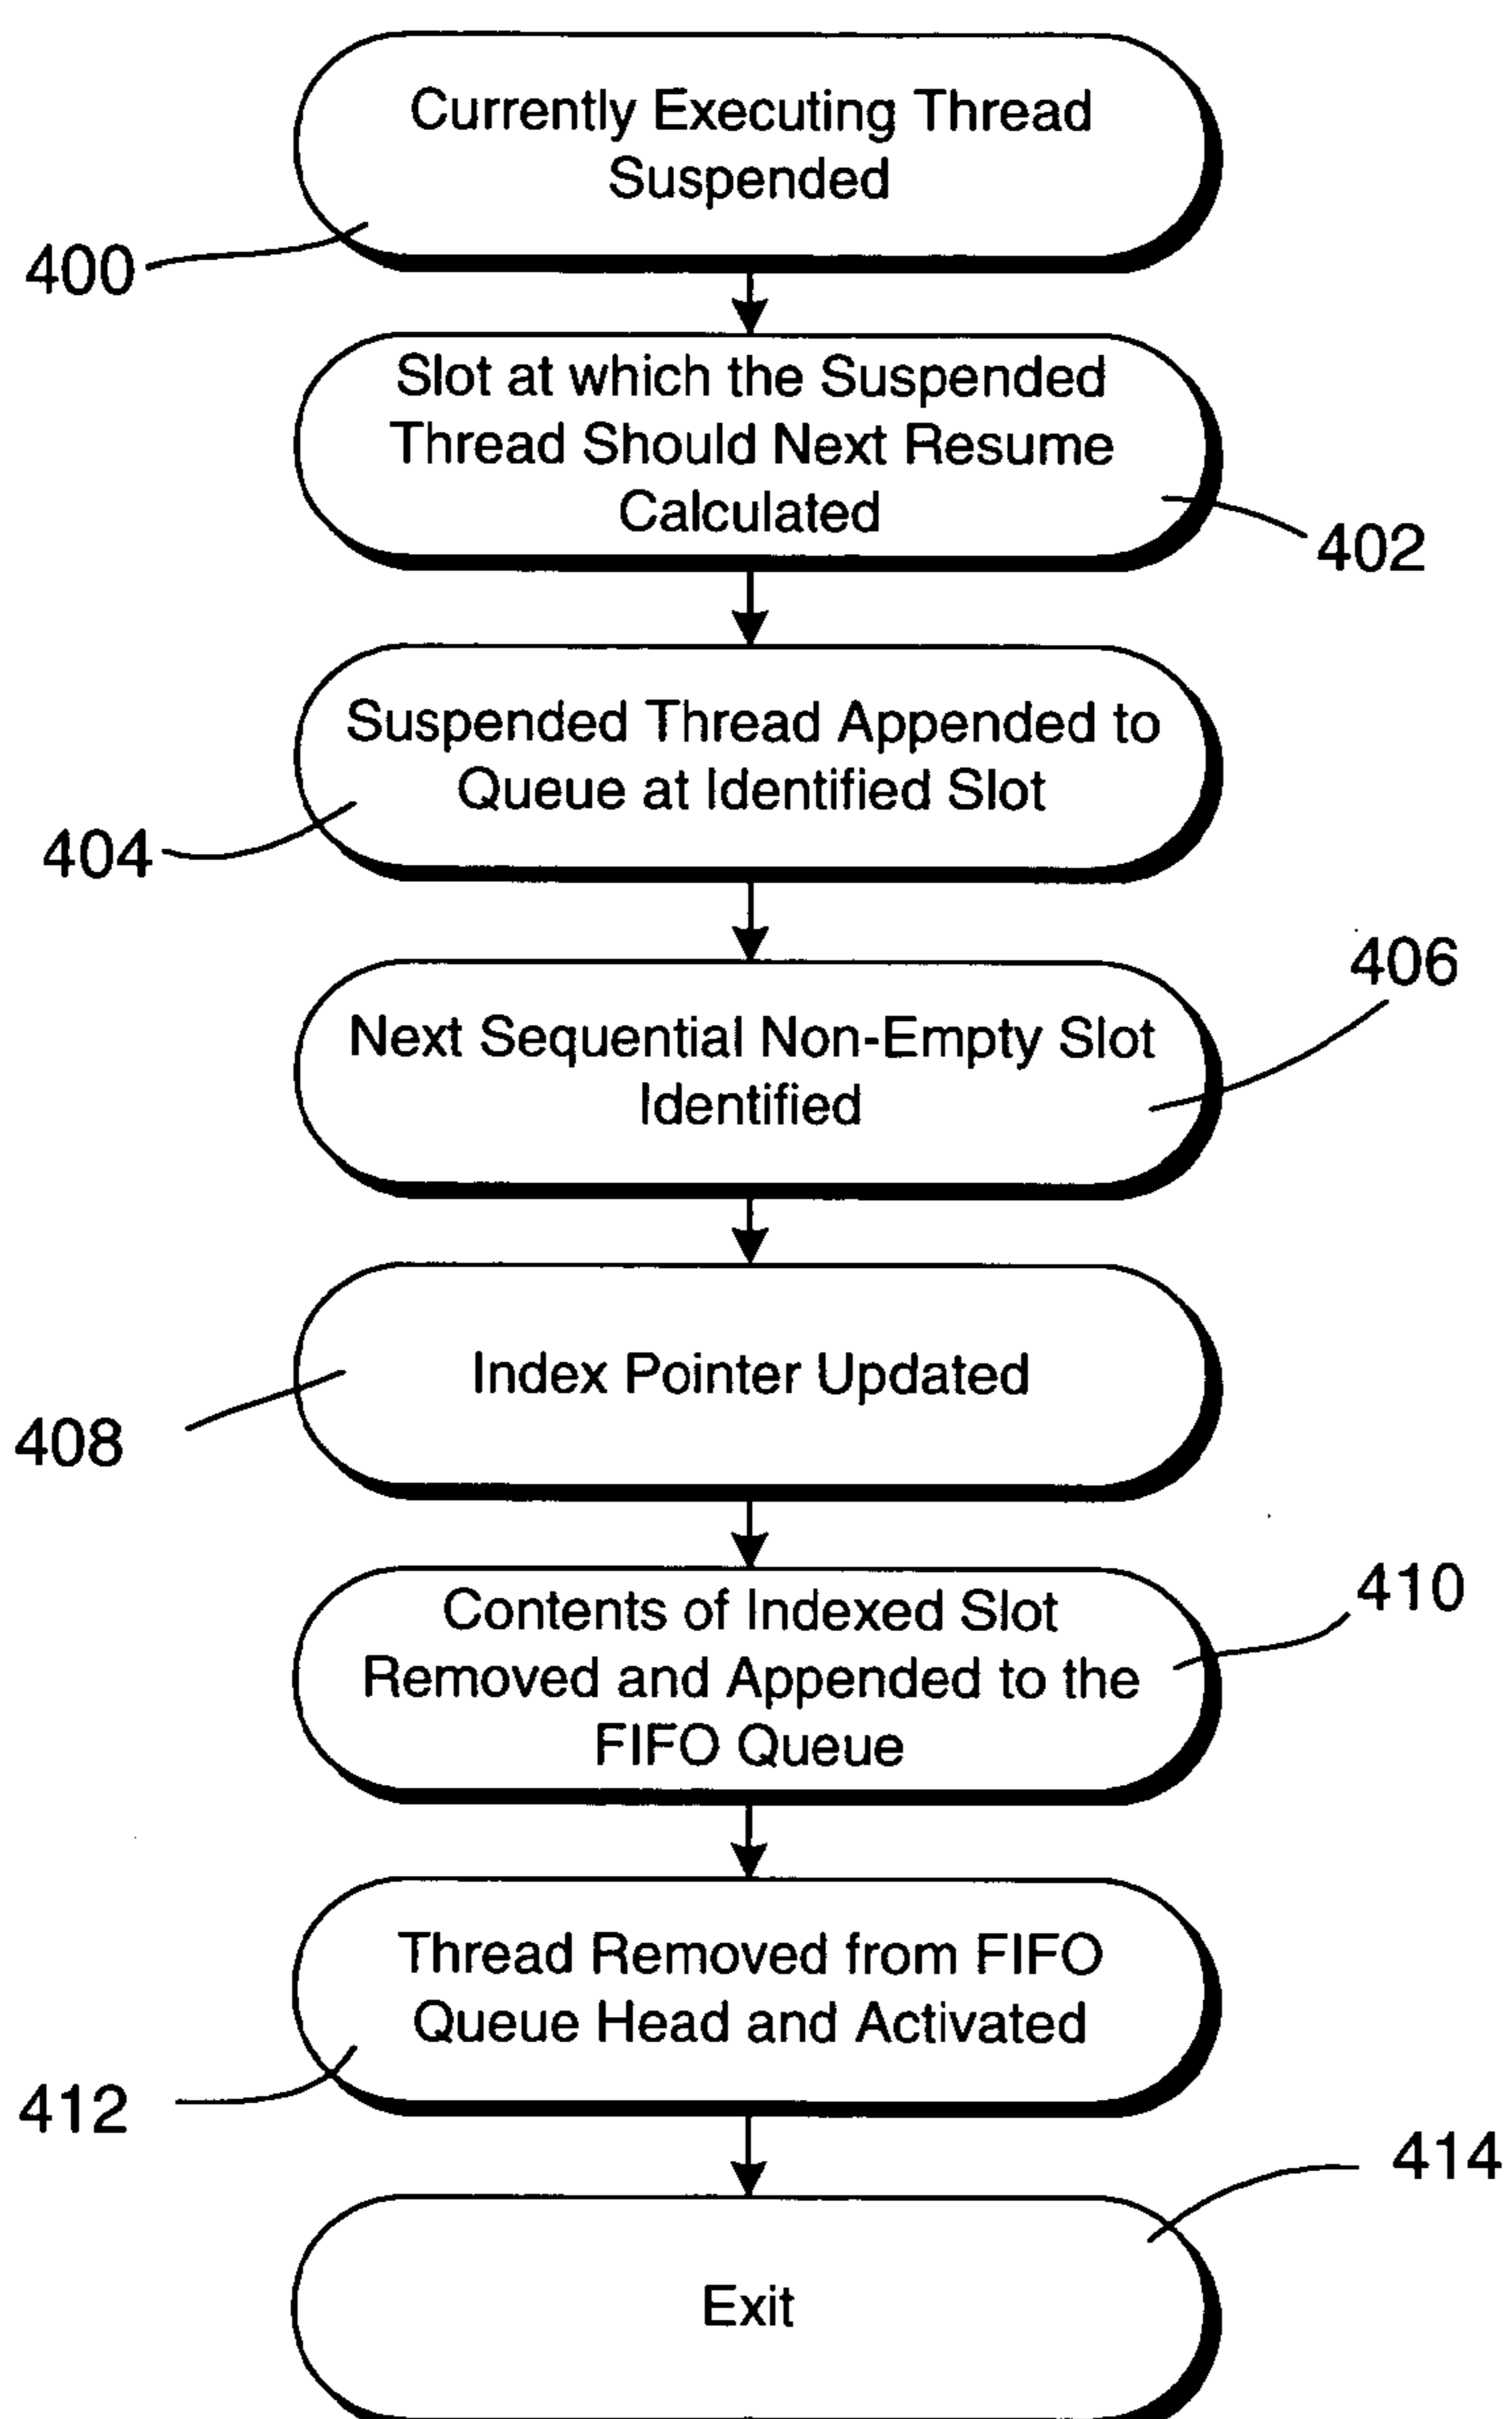 Currently Executing Thread
Suspended
400
Slot at which the Suspended
Thread Should Next Resume
Calculated
402
Suspended Thread Appended to
Queue at Identified Slot
404
406
Next Sequential Non-Empty Slot
Identified
Index Pointer Updated
408
410
Contents of Indexed Slot
Removed and Appended to the
FIFO Queue
Thread Removed from FIFO
Queue Head and Activated
412
414
Exit